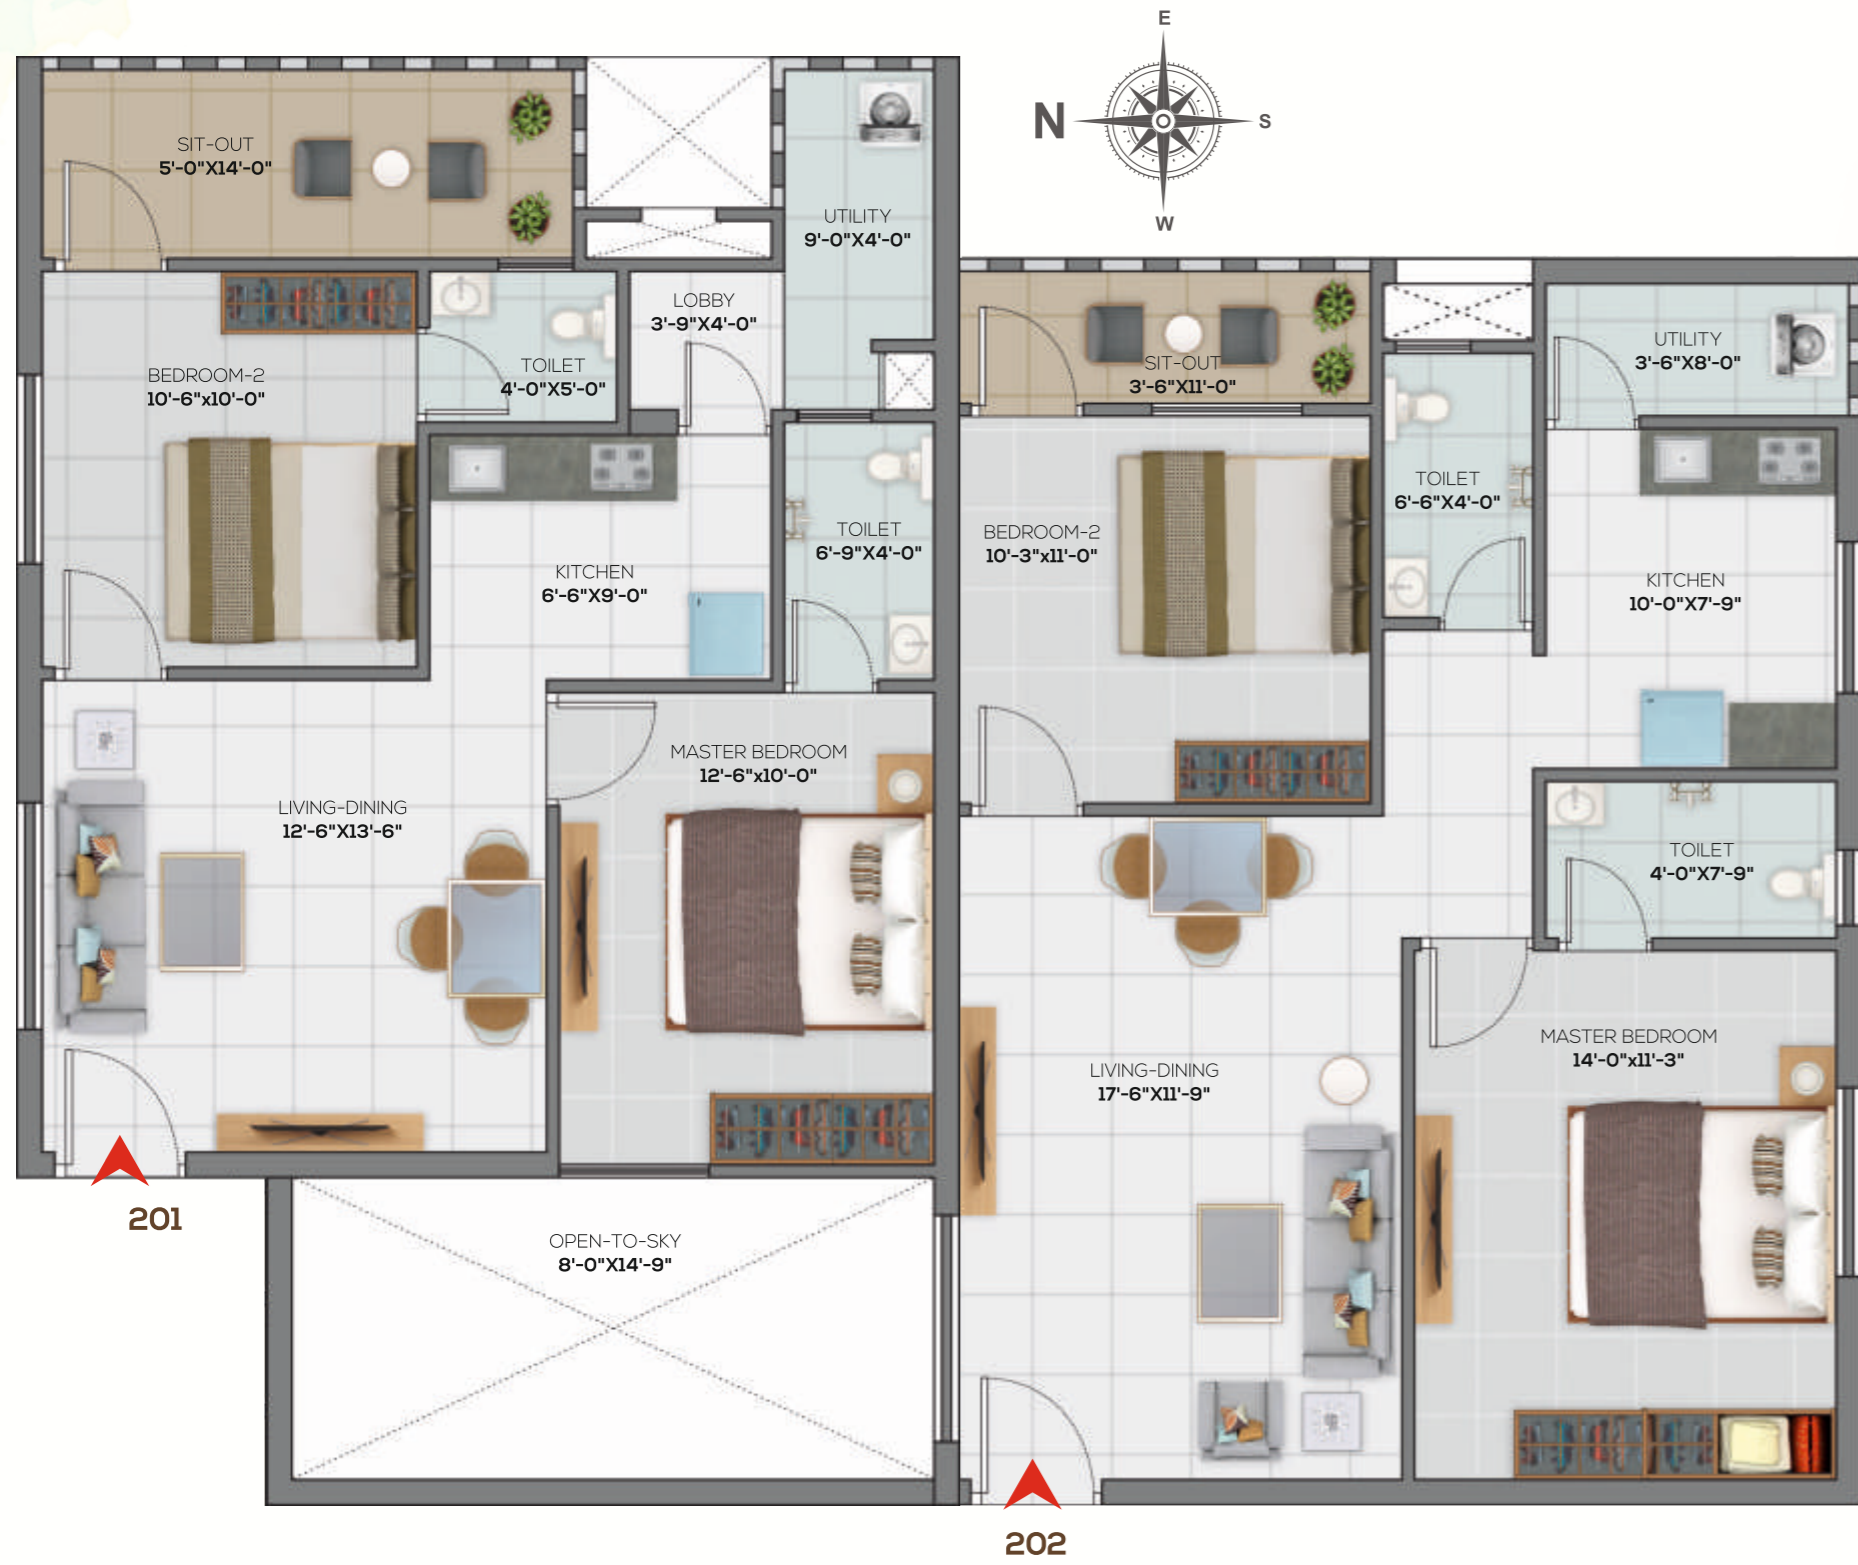 E
N
S
W
SIT-OUT
5'-0"X14'-0"
UTILITY
9'-0"X4'-0"
LOBBY
3'-9"X4'-0"
TOILET
4'-0"X5'-0"
BEDROOM-2
10'-6"x10'-0"
KITCHEN
6'-6"X9'-0"
TOILET
6'-9"X4'-0"
LIVING-DINING
12'-6"X13'-6"
MASTER BEDROOM
12'-6"x10'-0"
201
OPEN-TO-SKY
8'-0"X14'-9"
SIT-OUT
3'-6"X11'-0"
UTILITY
3'-6"X8'-0"
TOILET
6'-6"X4'-0"
BEDROOM-2
10'-3"x11'-0"
KITCHEN
10'-0"X7'-9"
TOILET
4'-0"X7'-9"
LIVING-DINING
17'-6"X11'-9"
MASTER BEDROOM
14'-0"x11'-3"
202